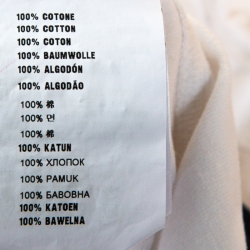 100% COTONE
100% COTTON
100% COTON
100% BAUMWOLLE
100% ALGODÓN
100% ALGODÃO
100% 棉
100% 면
100% 棉
100% KATUN
100% ХЛОПОК
100% PAMUK
100% БАВОВНА
100% KATOEN
100% BAWELNA